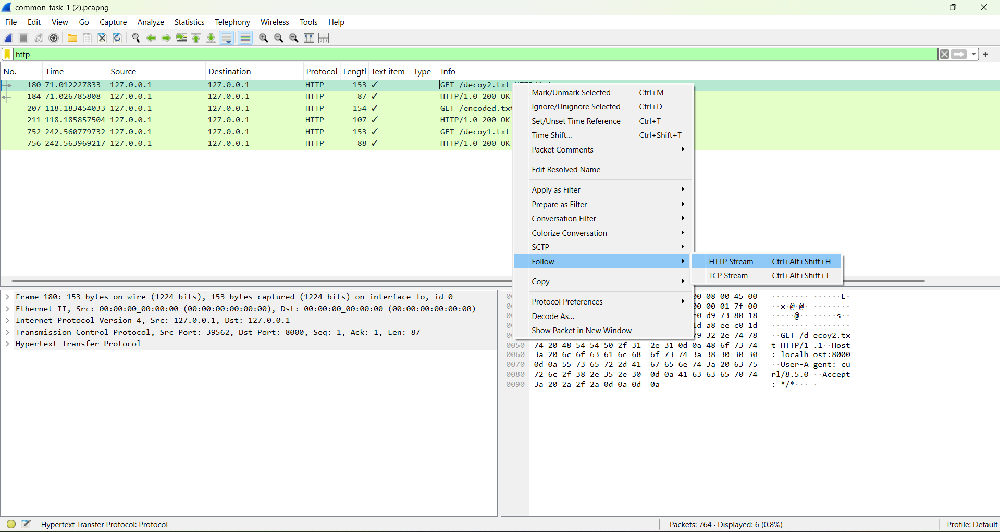 common_task_1 (2).pcapng
File Edit View Go Capture Analyze Statistics Telephony Wireless Tools Help
http
No. Time Source Destination Protocol Length Text item Type Info
180 71.012227833 127.0.0.1 127.0.0.1 HTTP 153 ✓ GET /decoy2.txt
184 71.026785808 127.0.0.1 127.0.0.1 HTTP 87 ✓ HTTP/1.0 200 OK
207 118.183454033 127.0.0.1 127.0.0.1 HTTP 154 ✓ GET /encoded.txt
211 118.185857504 127.0.0.1 127.0.0.1 HTTP 107 ✓ HTTP/1.0 200 OK
752 242.560779732 127.0.0.1 127.0.0.1 HTTP 153 ✓ GET /decoy1.txt
756 242.563969217 127.0.0.1 127.0.0.1 HTTP 88 ✓ HTTP/1.0 200 OK
Mark/Unmark Selected Ctrl+M
Ignore/Unignore Selected Ctrl+D
Set/Unset Time Reference Ctrl+T
Time Shift... Ctrl+Shift+T
Packet Comments
Edit Resolved Name
Apply as Filter
Prepare as Filter
Conversation Filter
Colorize Conversation
SCTP
Follow
HTTP Stream Ctrl+Alt+Shift+H
TCP Stream Ctrl+Alt+Shift+T
Copy
Protocol Preferences
Decode As...
Show Packet in New Window
Frame 180: 153 bytes on wire (1224 bits), 153 bytes captured (1224 bits) on interface lo, id 0
Ethernet II, Src: 00:00:00_00:00:00 (00:00:00:00:00:00), Dst: 00:00:00_00:00:00 (00:00:00:00:00:00)
Internet Protocol Version 4, Src: 127.0.0.1, Dst: 127.0.0.1
Transmission Control Protocol, Src Port: 39562, Dst Port: 8000, Seq: 1, Ack: 1, Len: 87
Hypertext Transfer Protocol
08 00 45 00 ········ ······E·
00 00 01 7f 00 ··x·@·@· ········
d9 73 80 18 ·····@·· ·····s··
a8 ee c0 1d ········ ········
32 2e 74 78 ··GET /d ecoy2.tx
0050 74 20 48 54 54 50 2f 31 2e 31 0d 0a 48 6f 73 74 t HTTP/1 .1··Host
0060 3a 20 6c 6f 63 61 6c 68 6f 73 74 3a 38 30 30 30 : localh ost:8000
0070 0d 0a 55 73 65 72 2d 41 67 65 6e 74 3a 20 63 75 ··User-A gent: cu
0080 72 6c 2f 38 2e 35 2e 30 0d 0a 41 63 63 65 70 74 rl/8.5.0 ··Accept
0090 3a 20 2a 2f 2a 0d 0a 0d 0a : */*··· ·
Hypertext Transfer Protocol: Protocol
Packets: 764 · Displayed: 6 (0.8%)
Profile: Default